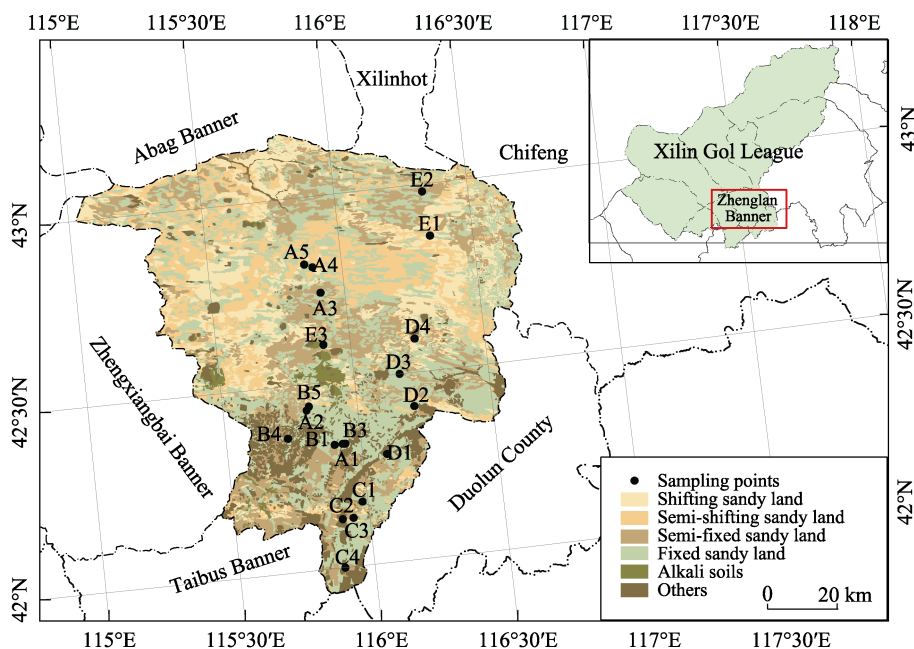 115°E
115°30'E
116°E
116°30'E
117°E
117°30'E
118°E
Xilinhot
Abag Banner
Chifeng
43°N
Xilin Gol League
Zhenglan
Banner
E2
E1
43°N
A5
A4
A3
E3
D4
D3
42°30'N
Zhengxiangbai Banner
B5
A2
D2
B4
B1
B3
A1
D1
42°30'N
Duolun County
C1
C2
C3
C4
Taibus Banner
42°N
42°N
Sampling points
Shifting sandy land
Semi-shifting sandy land
Semi-fixed sandy land
Fixed sandy land
Alkali soils
Others
0 20 km
115°E
115°30'E
116°E
116°30'E
117°E
117°30'E